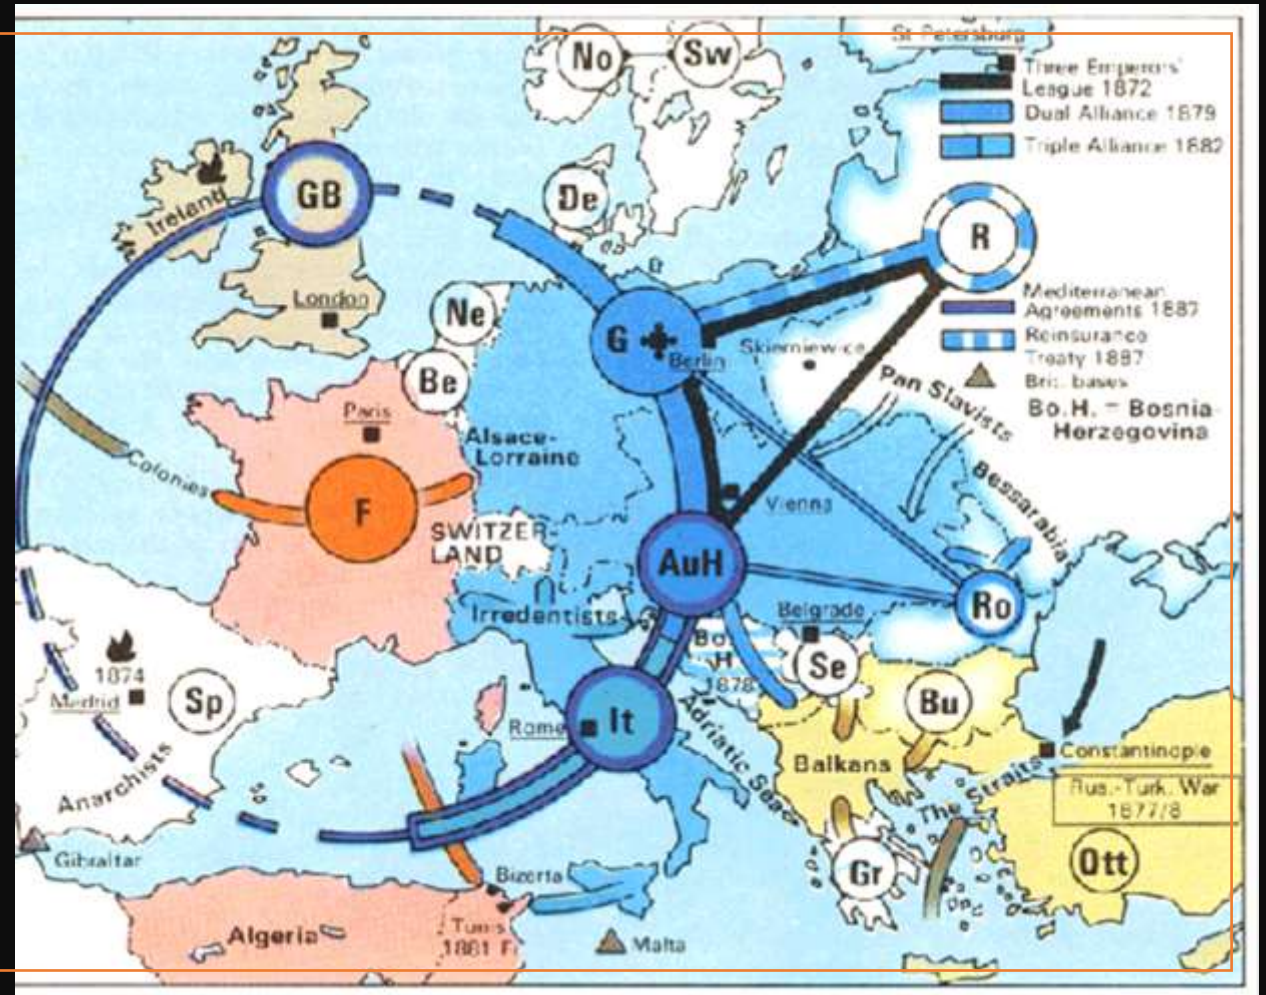 St Petersburg
Three Emperors'
League 1872
Dual Alliance 1879
Triple Alliance 1882
No
Sw
De
GB
Ireland
London
R
Mediterranean
Agreements 1887
Reinsurance
Treaty 1887
Brit. bases
Bo.H. = Bosnia-
Herzegovina
Ne
Be
G
Berlin
Skierniewice
Pan Slavists
Bessarabia
Paris
Alsace-
Lorraine
Colonies
F
SWITZER-
LAND
Vienna
AuH
Irredentists
Belgrade
Ro
Bo
H
1878
Se
Bu
1874
Madrid
Sp
Anarchists
Rome
It
Adriatic Sea
Balkans
The Straits
Constantinople
Rus.-Turk. War
1877/8
Ott
Gr
Gibraltar
Algeria
Bizerta
Tunis
1881 F.
Malta